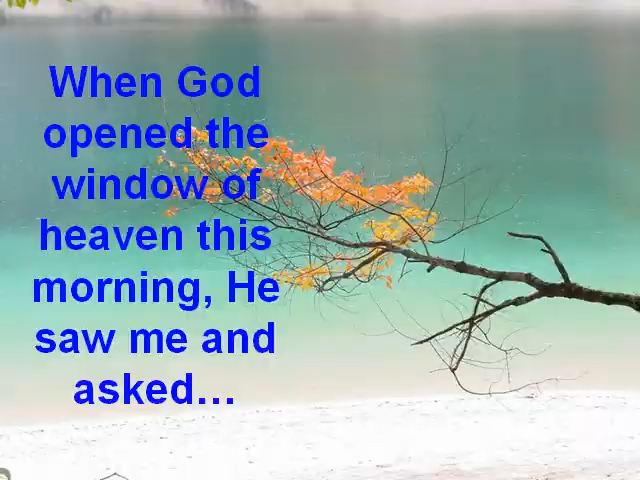 When God
opened the
window of
heaven this
morning, He
saw me and
asked…